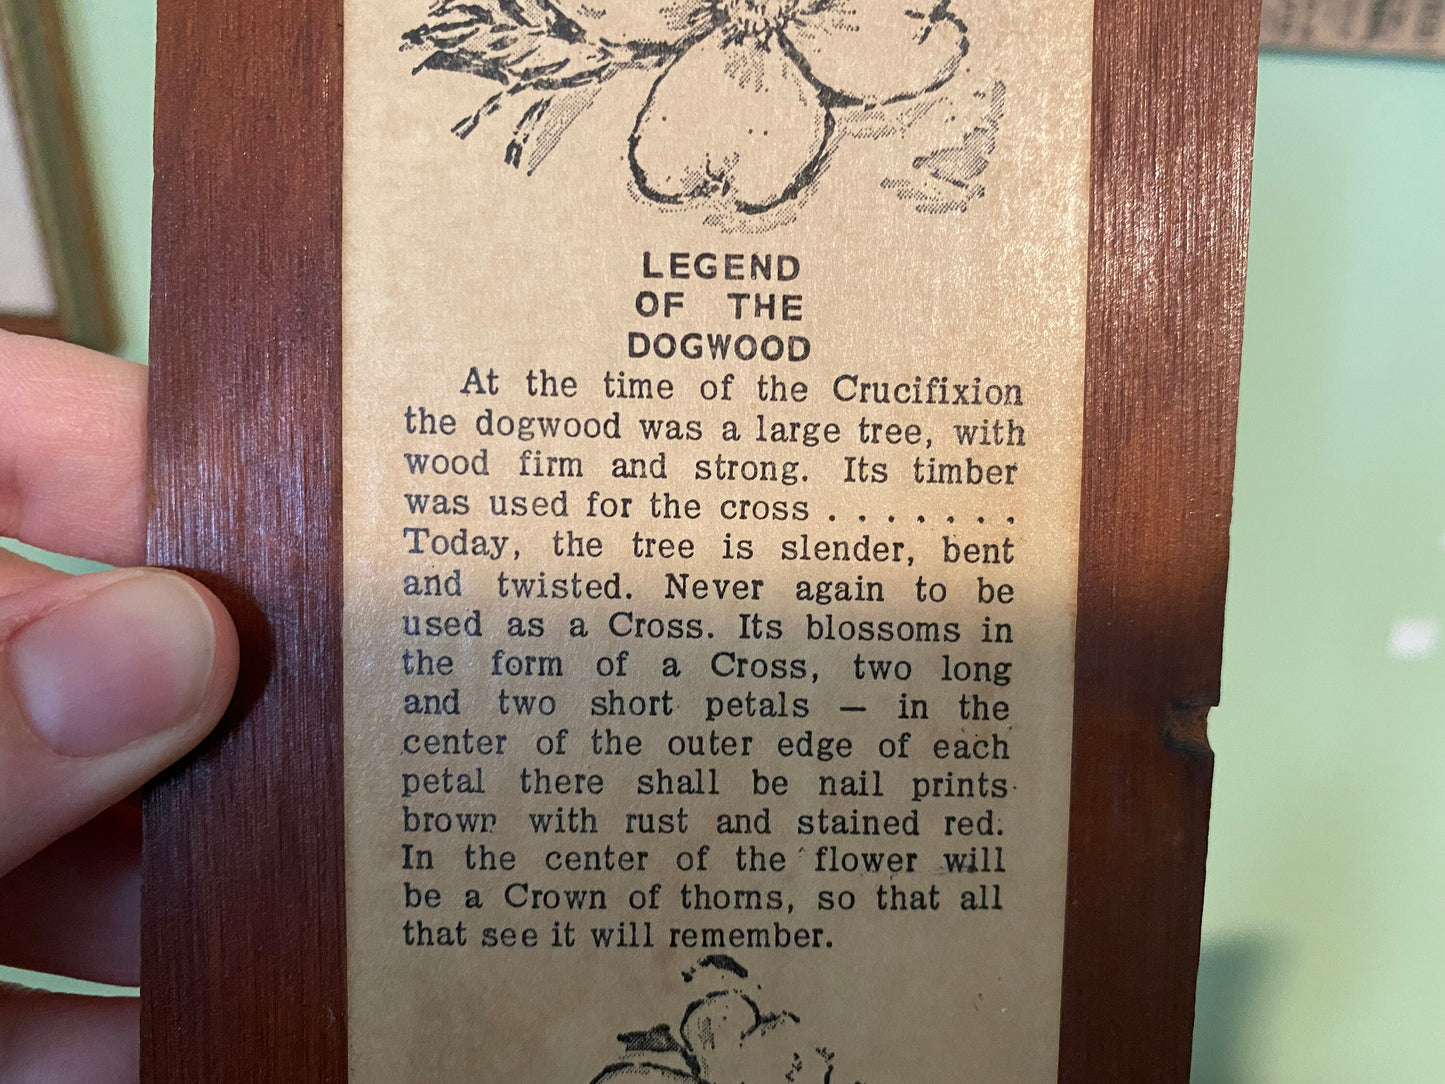 LEGEND
OF THE
DOGWOOD
At the time of the Crucifixion
the dogwood was a large tree, with
wood firm and strong. Its timber
was used for the cross . . . . . . .
Today, the tree is slender, bent
and twisted. Never again to be
used as a Cross. Its blossoms in
the form of a Cross, two long
and two short petals — in the
center of the outer edge of each
petal there shall be nail prints
brown with rust and stained red.
In the center of the flower will
be a Crown of thorns, so that all
that see it will remember.